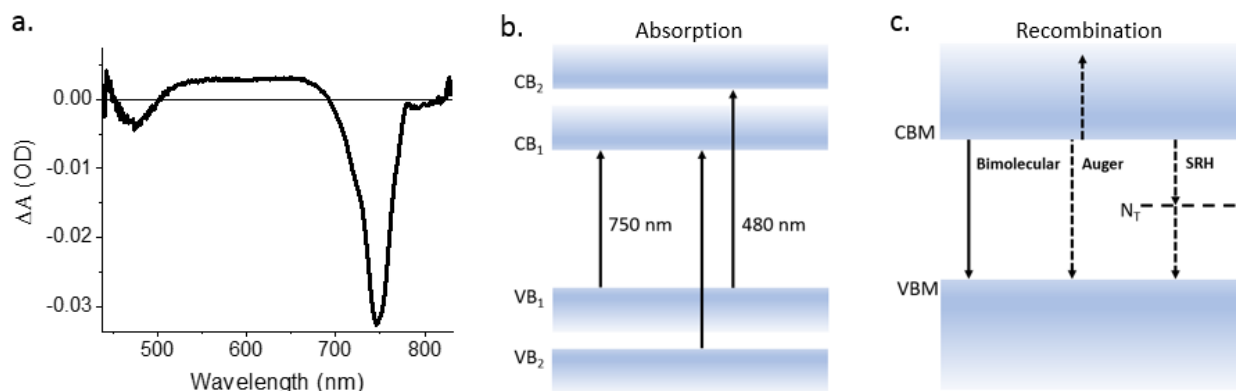 a.
0.00
-0.01
-0.02
-0.03
ΔA (OD)
500
600
700
800
Wavelength (nm)
b.
Absorption
CB2
CB1
750 nm
480 nm
VB1
VB2
c.
Recombination
CBM
Bimolecular
Auger
SRH
NT
VBM